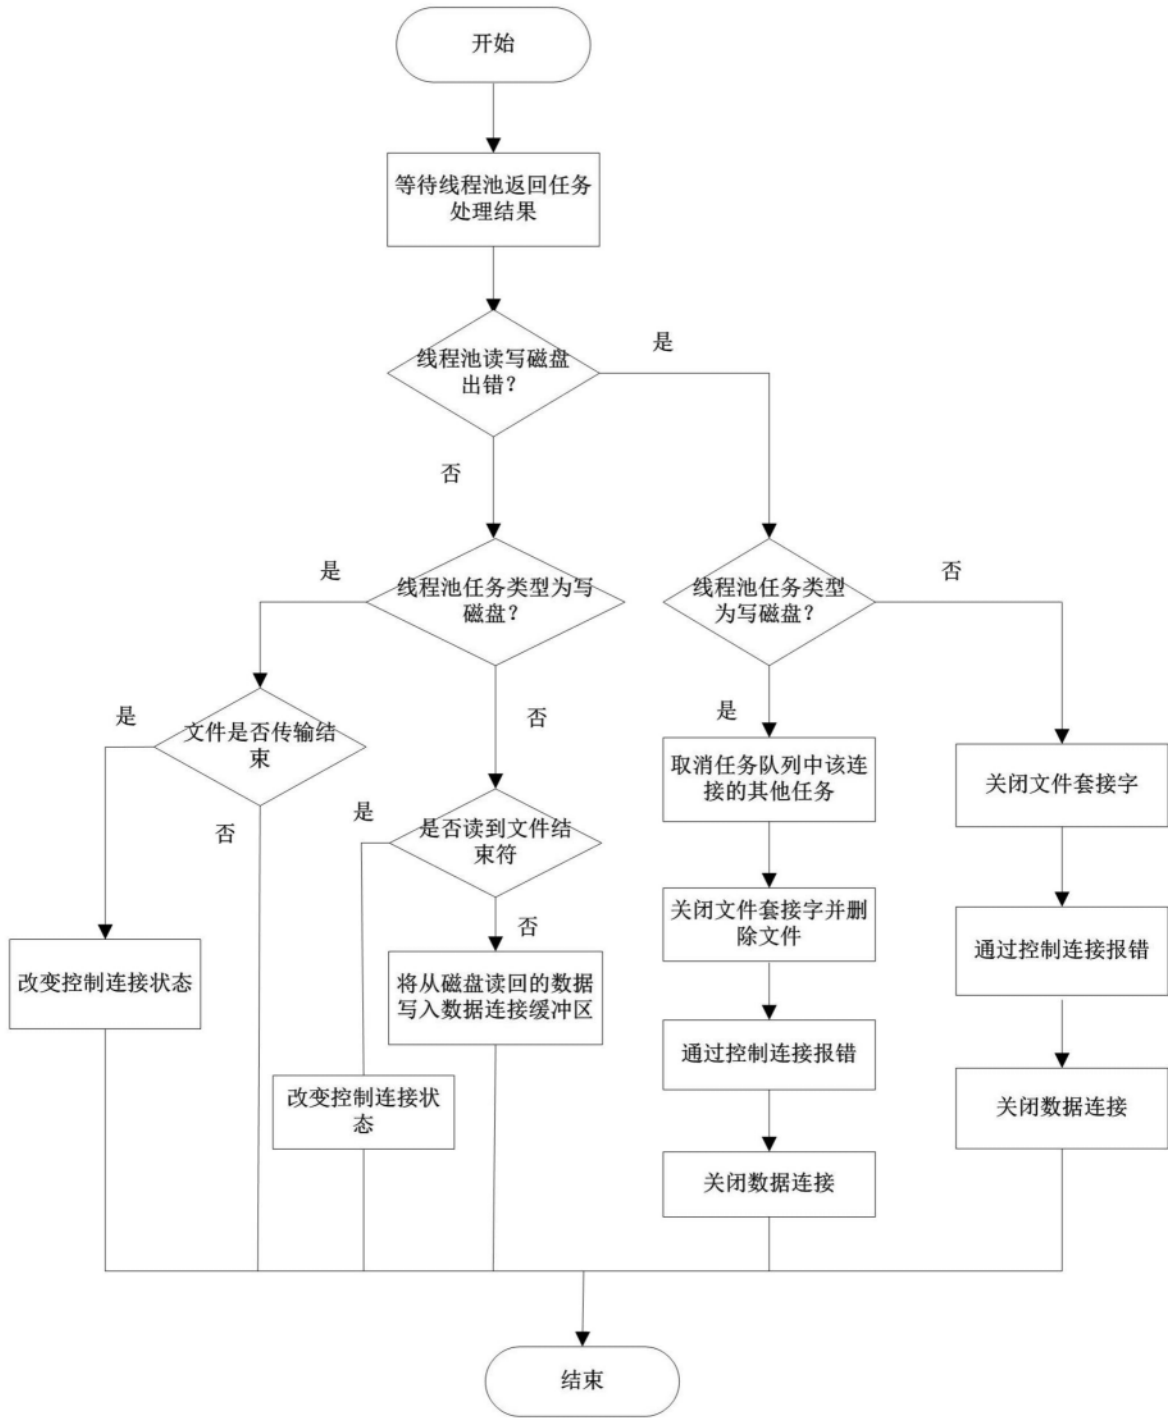 开始
等待线程池返回任务
处理结果
线程池读写磁盘
出错？
是
否
线程池任务类型为写
磁盘？
是
否
线程池任务类型
为写磁盘？
否
是
文件是否传输结
束
是
否
是否读到文件结
束符
是
否
取消任务队列中该连
接的其他任务
关闭文件套接字
关闭文件套接字并删
除文件
通过控制连接报错
改变控制连接状态
将从磁盘读回的数据
写入数据连接缓冲区
通过控制连接报错
改变控制连接状
态
关闭数据连接
关闭数据连接
结束